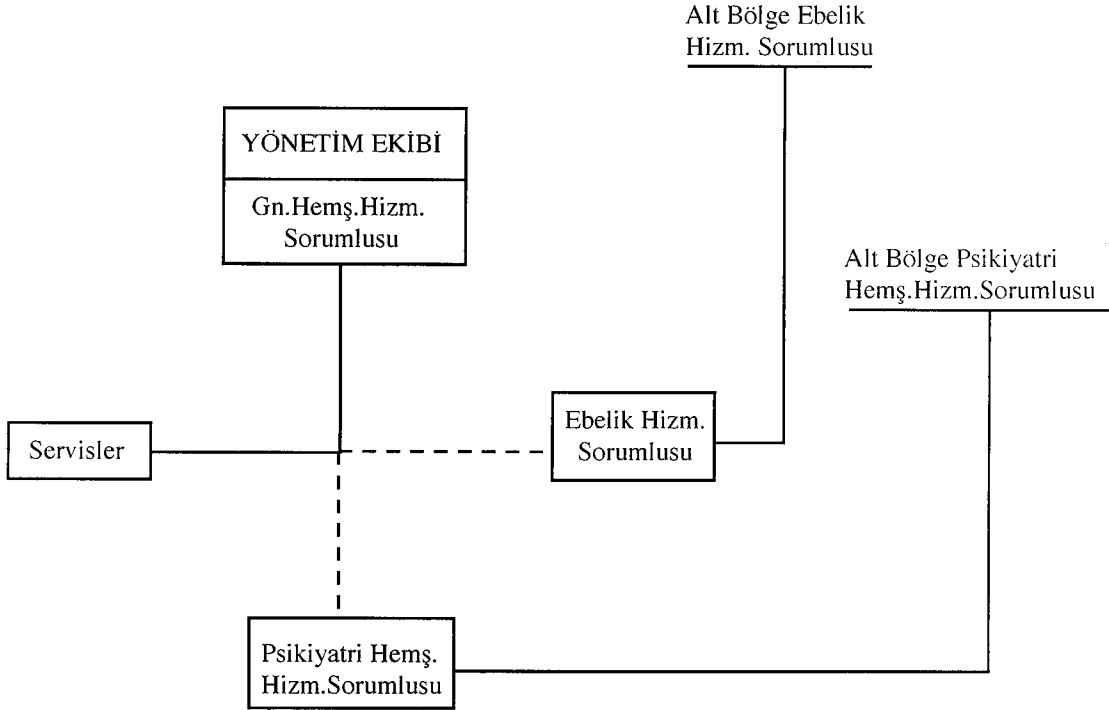 Alt Bölge Ebelik
Hizm. Sorumlusu
YÖNETİM EKİBİ
Gn.Hemş.Hizm.
Sorumlusu
Alt Bölge Psikiyatri
Hemş.Hizm.Sorumlusu
Ebelik Hizm.
Sorumlusu
Servisler
Psikiyatri Hemş.
Hizm.Sorumlusu